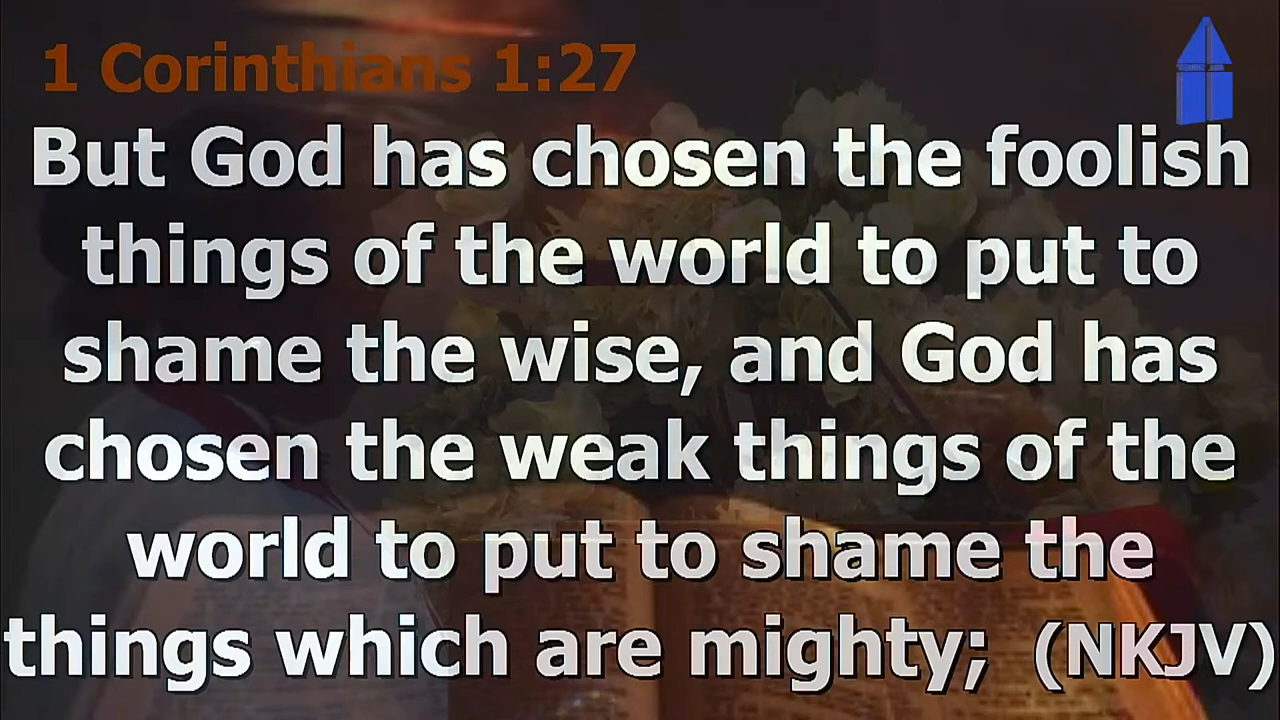 1 Corinthians 1:27
But God has chosen the foolish
things of the world to put to
shame the wise, and God has
chosen the weak things of the
world to put to shame the
things which are mighty;  (NKJV)